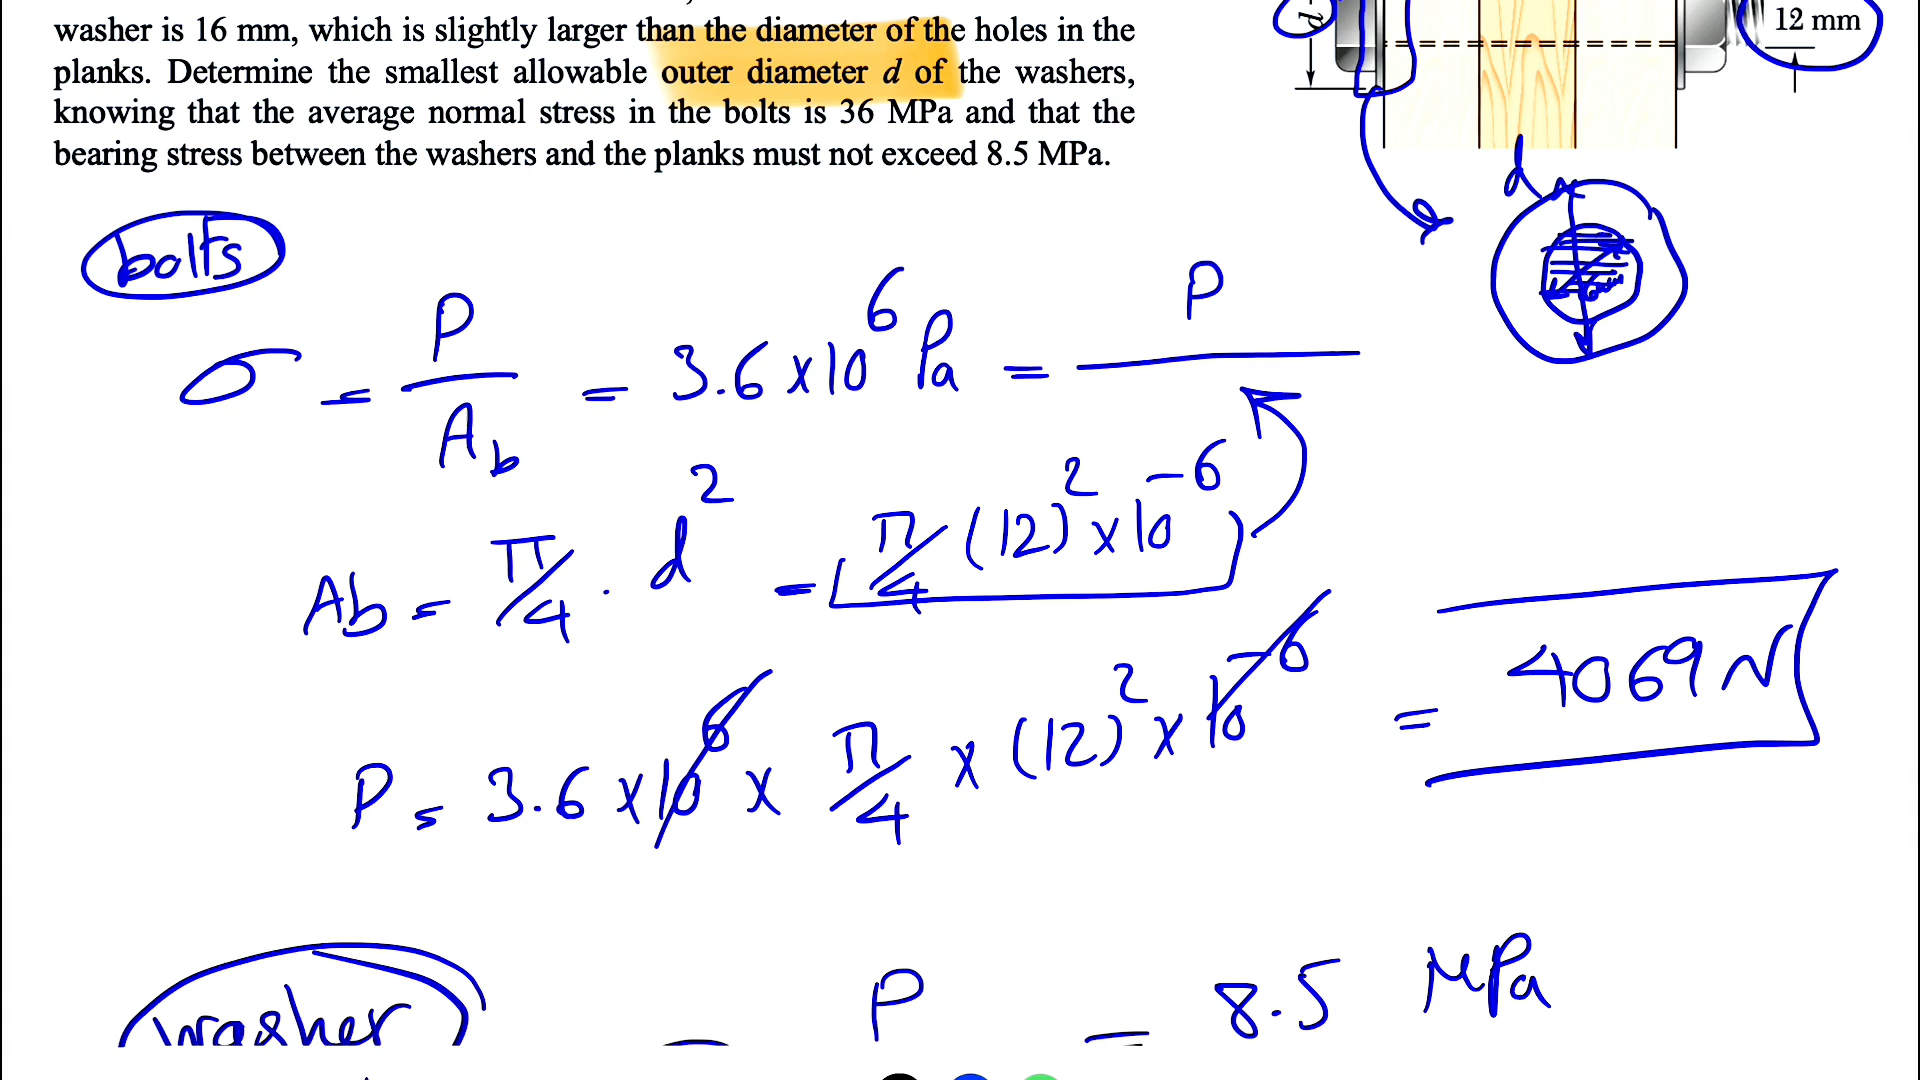 washer is 16 mm, which is slightly larger than the diameter of the holes in the
planks. Determine the smallest allowable outer diameter d of the washers,
knowing that the average normal stress in the bolts is 36 MPa and that the
bearing stress between the washers and the planks must not exceed 8.5 MPa.
d
12 mm
d
bolts
σ = P/Ab = 3.6 x 10^6 Pa = P/
Ab = π/4 · d^2 = π/4 (12)^2 x 10^-6
P = 3.6 x 10^6 x π/4 x (12)^2 x 10^-6 = 4069 N
washer
P = 8.5 MPa